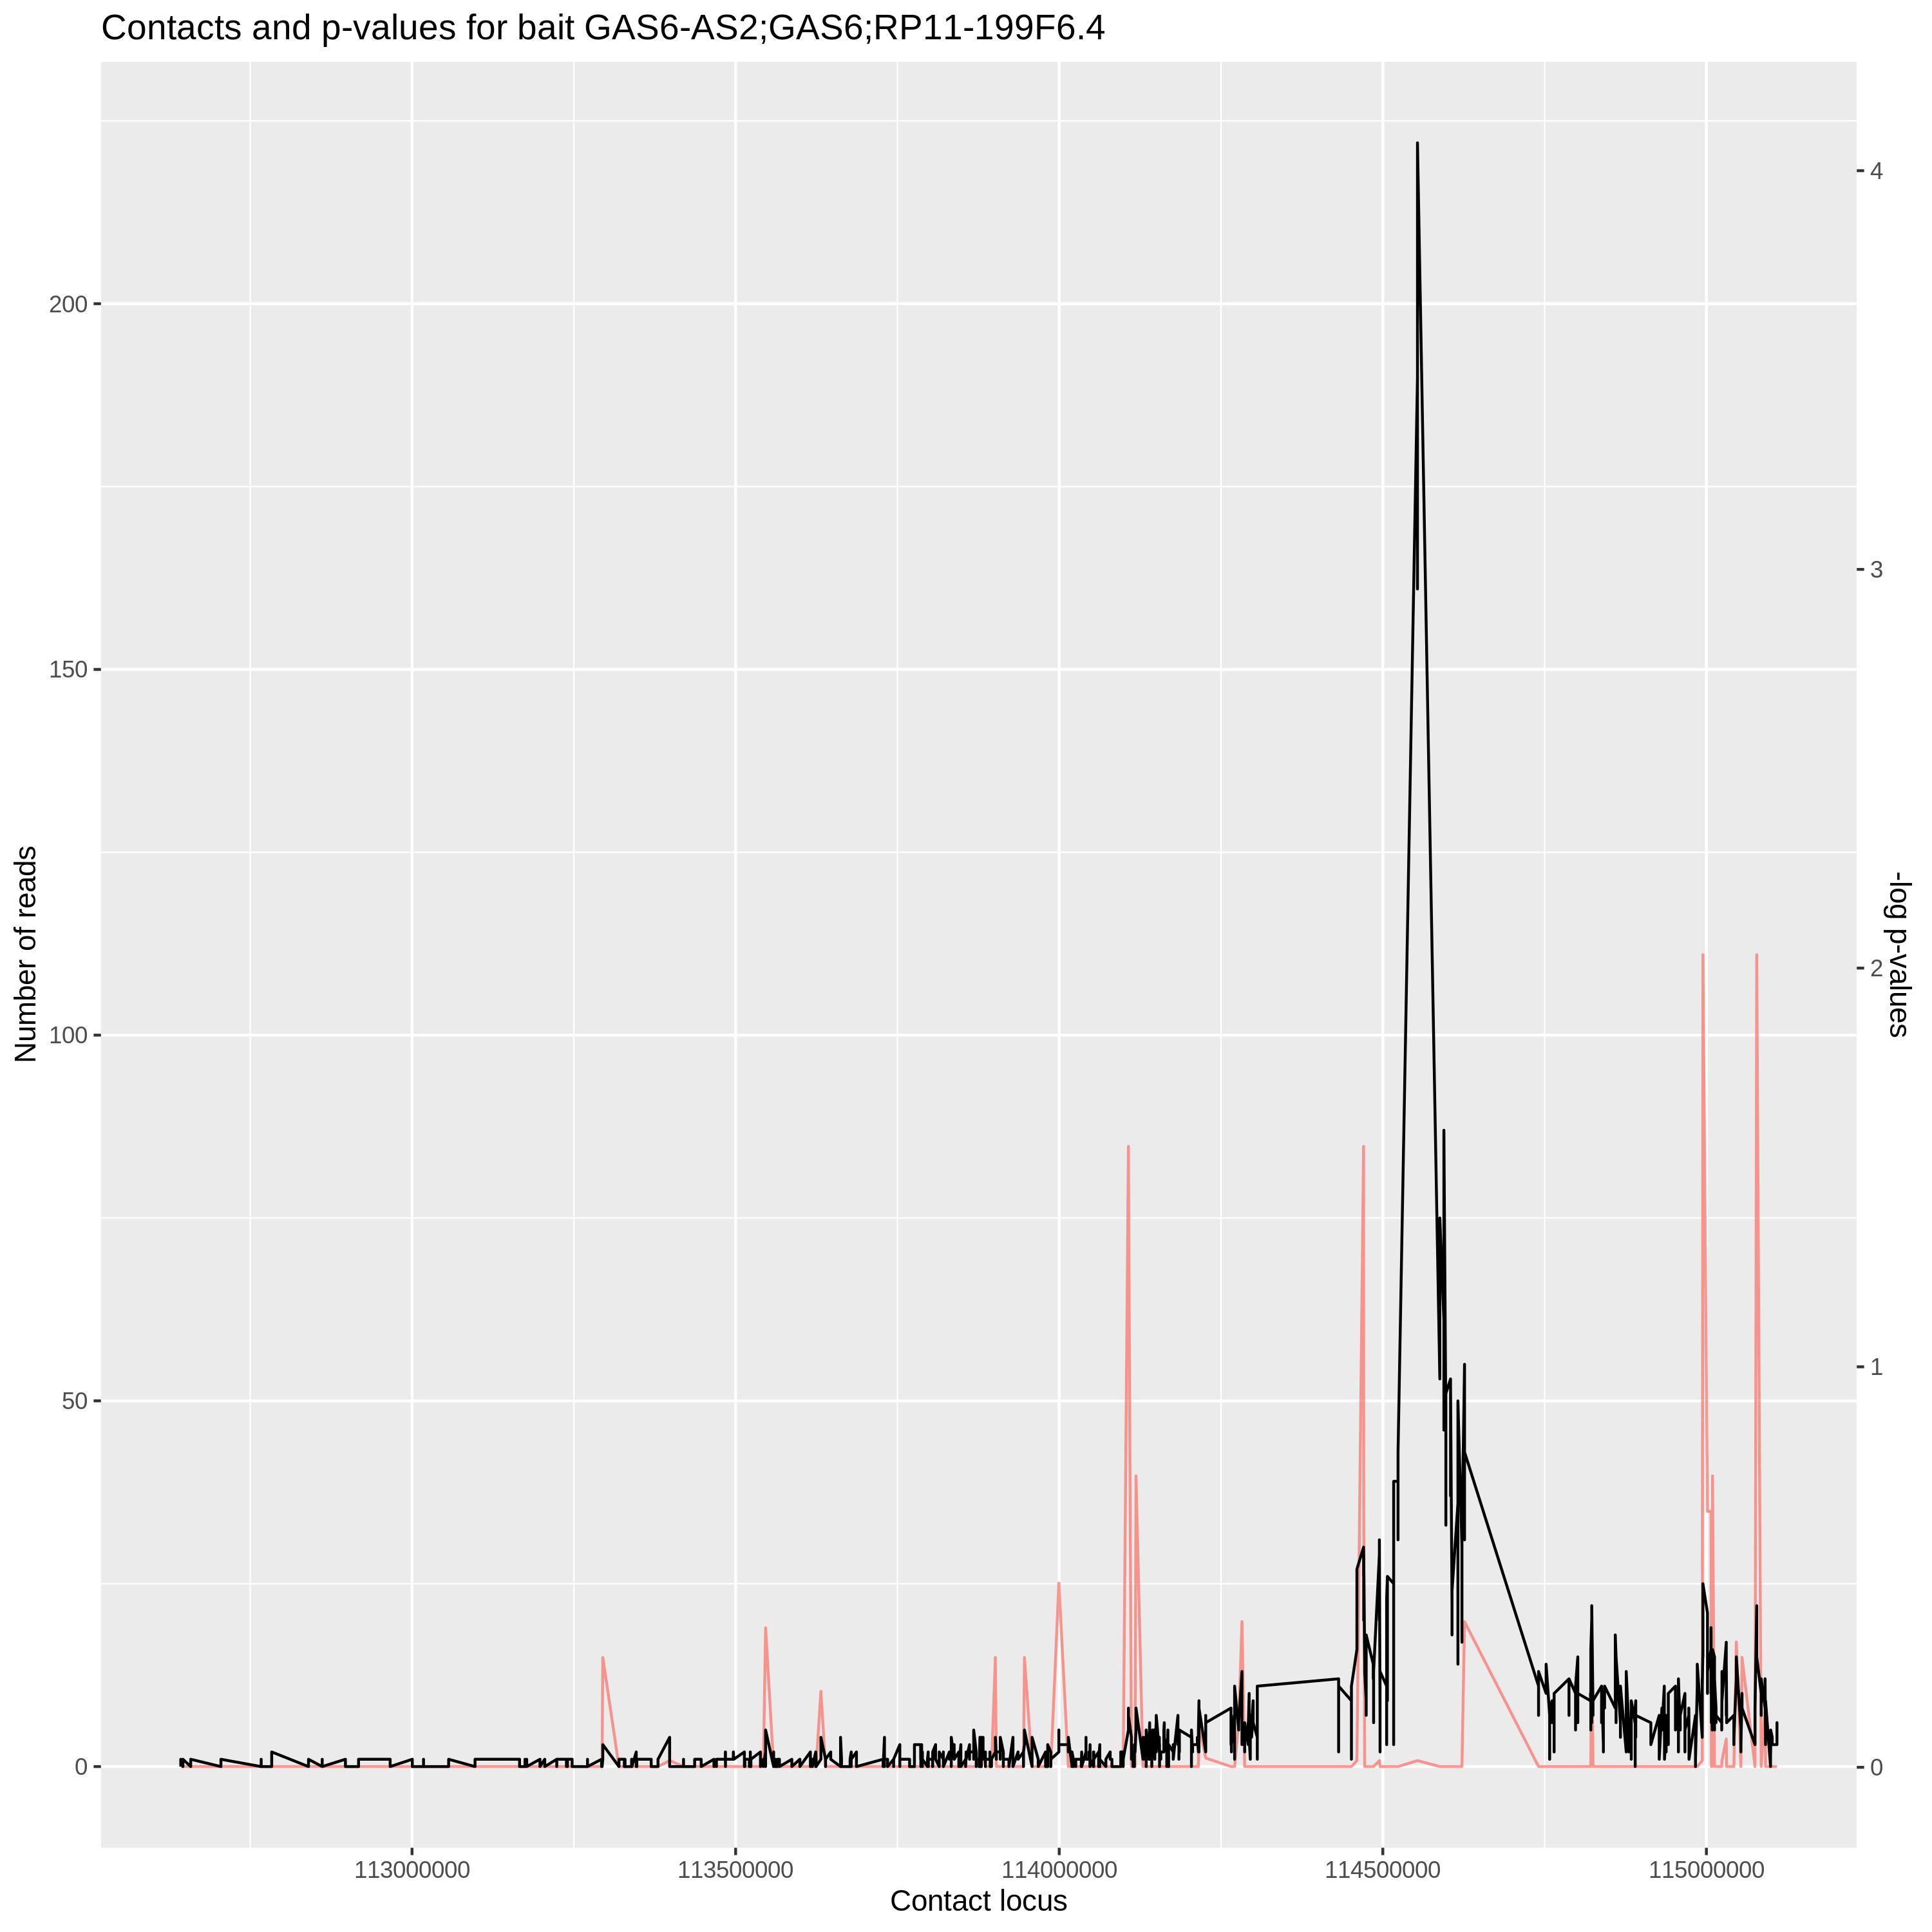 Contacts and p-values for bait GAS6-AS2;GAS6;RP11-199F6.4
Number of reads
200
150
100
50
0
4
3
2
1
0
-log p-values
113000000 113500000 114000000 114500000 115000000
Contact locus